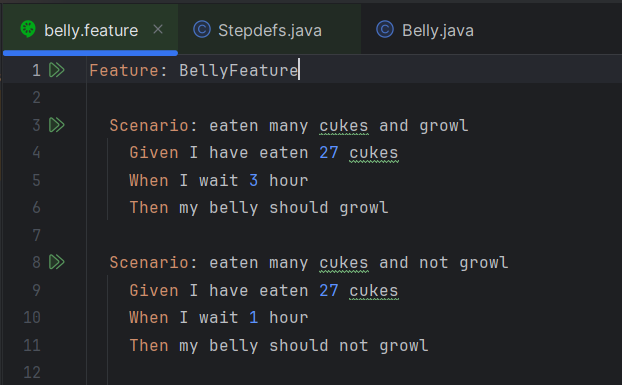 belly.feature Stepdefs.java Belly.java
1 Feature: BellyFeature
2
3 Scenario: eaten many cukes and growl
4 Given I have eaten 27 cukes
5 When I wait 3 hour
6 Then my belly should growl
7
8 Scenario: eaten many cukes and not growl
9 Given I have eaten 27 cukes
10 When I wait 1 hour
11 Then my belly should not growl
12